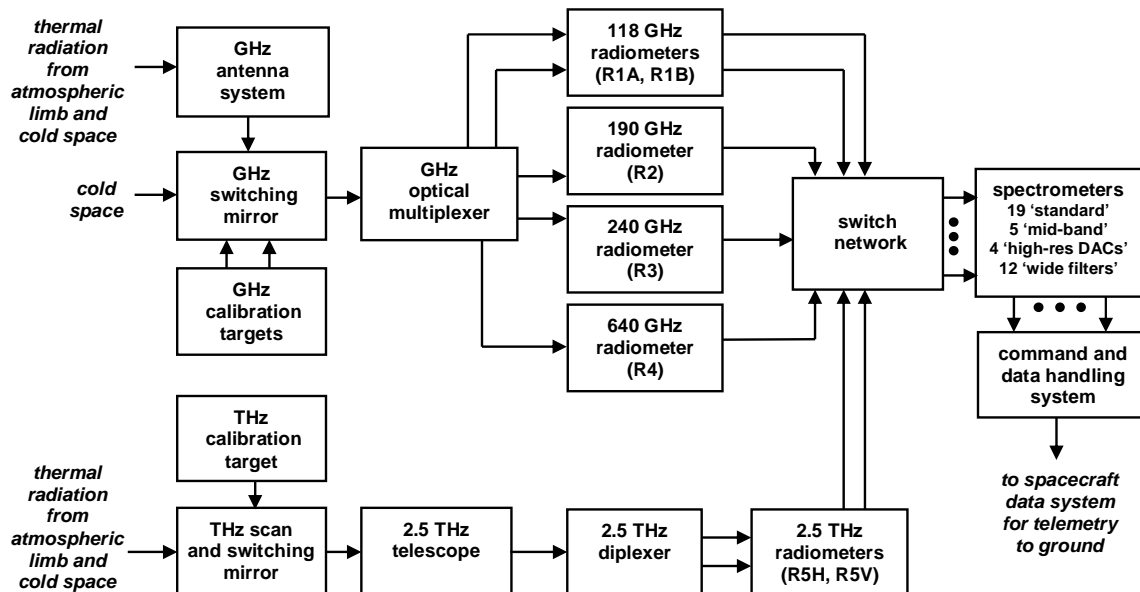 thermal
radiation
from
atmospheric
limb and
cold space
GHz
antenna
system
cold
space
GHz
switching
mirror
GHz
calibration
targets
GHz
optical
multiplexer
118 GHz
radiometers
(R1A, R1B)
190 GHz
radiometer
(R2)
240 GHz
radiometer
(R3)
640 GHz
radiometer
(R4)
switch
network
spectrometers
19 ‘standard’
5 ‘mid-band’
4 ‘high-res DACs’
12 ‘wide filters’
command and
data handling
system
to spacecraft
data system
for telemetry
to ground
THz
calibration
target
thermal
radiation
from
atmospheric
limb and
cold space
THz scan
and switching
mirror
2.5 THz
telescope
2.5 THz
diplexer
2.5 THz
radiometers
(R5H, R5V)